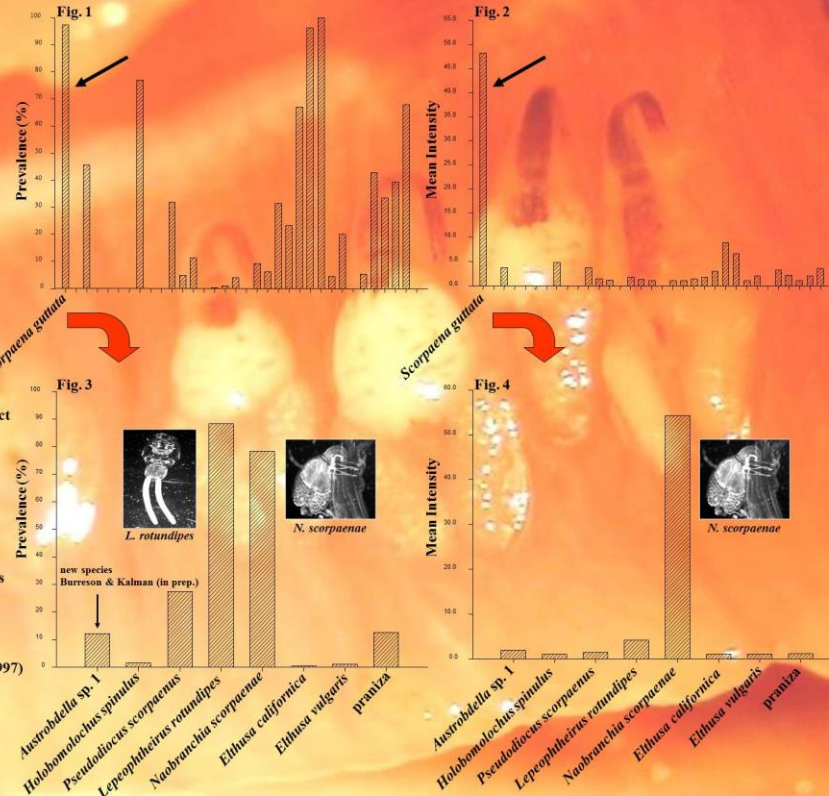 Fig. 1
Prevalence (%)
100
90
80
70
60
50
40
30
20
10
0
guttata
Fig. 2
Mean Intensity
55.0
50.0
45.0
40.0
35.0
30.0
25.0
20.0
15.0
10.0
5.0
0.0
Scorpaena guttata
Fig. 3
Prevalence (%)
100
90
80
70
60
50
40
30
20
10
0
L. rotundipes
N. scorpaenae
new species
Burreson & Kalman (in prep.)
Austrobdella sp. 1
Holobomolochus spinulus
Pseudodiocus scorpaenus
Lepeophtheirus rotundipes
Naobranchia scorpaenae
Elthusa californica
Elthusa vulgaris
praniza
Fig. 4
Mean Intensity
60.0
50.0
40.0
30.0
20.0
10.0
0.0
N. scorpaenae
Austrobdella sp. 1
Holobomolochus spinulus
Pseudodiocus scorpaenus
Lepeophtheirus rotundipes
Naobranchia scorpaenae
Elthusa californica
Elthusa vulgaris
praniza